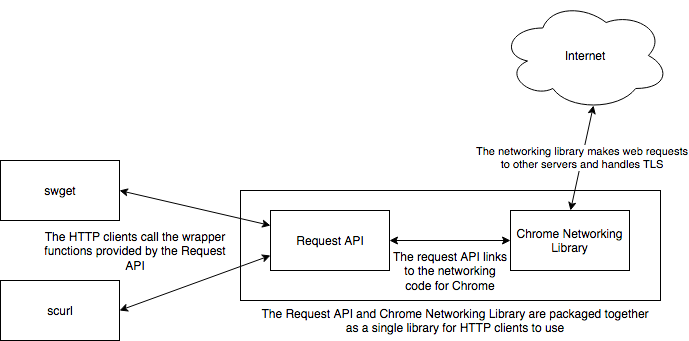 Internet
The networking library makes web requests
to other servers and handles TLS
swget
The HTTP clients call the wrapper
functions provided by the Request
API
Request API
Chrome Networking
Library
The request API links
to the networking
code for Chrome
scurl
The Request API and Chrome Networking Library are packaged together
as a single library for HTTP clients to use